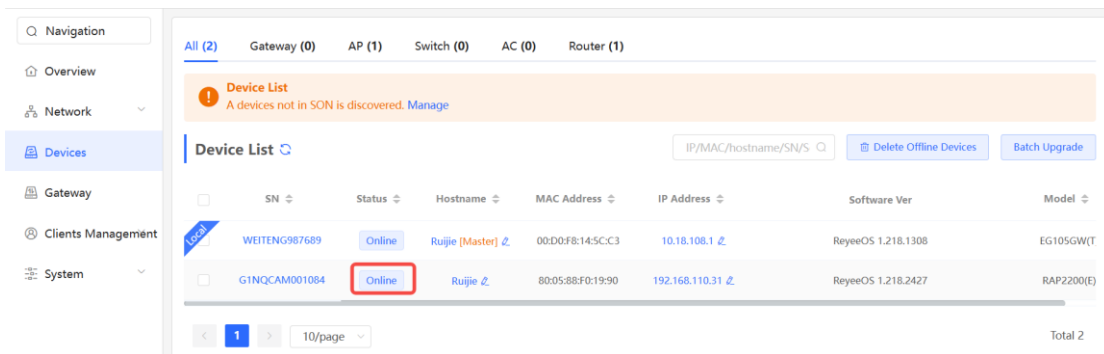 Navigation
Overview
Network
Devices
Gateway
Clients Management
System
All (2) Gateway (0) AP (1) Switch (0) AC (0) Router (1)
Device List
A devices not in SON is discovered. Manage
Device List IP/MAC/hostname/SN/S Delete Offline Devices Batch Upgrade
SN Status Hostname MAC Address IP Address Software Ver Model
Local WEITENG987689 Online Ruijie [Master] 00:D0:F8:14:5C:C3 10.18.108.1 ReyeeOS 1.218.1308 EG105GW(T
G1NQCAM001084 Online Ruijie 80:05:88:F0:19:90 192.168.110.31 ReyeeOS 1.218.2427 RAP2200(E)
< 1 > 10/page Total 2